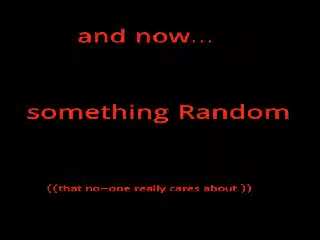 and now...
something Random
((that no-one really cares about.))